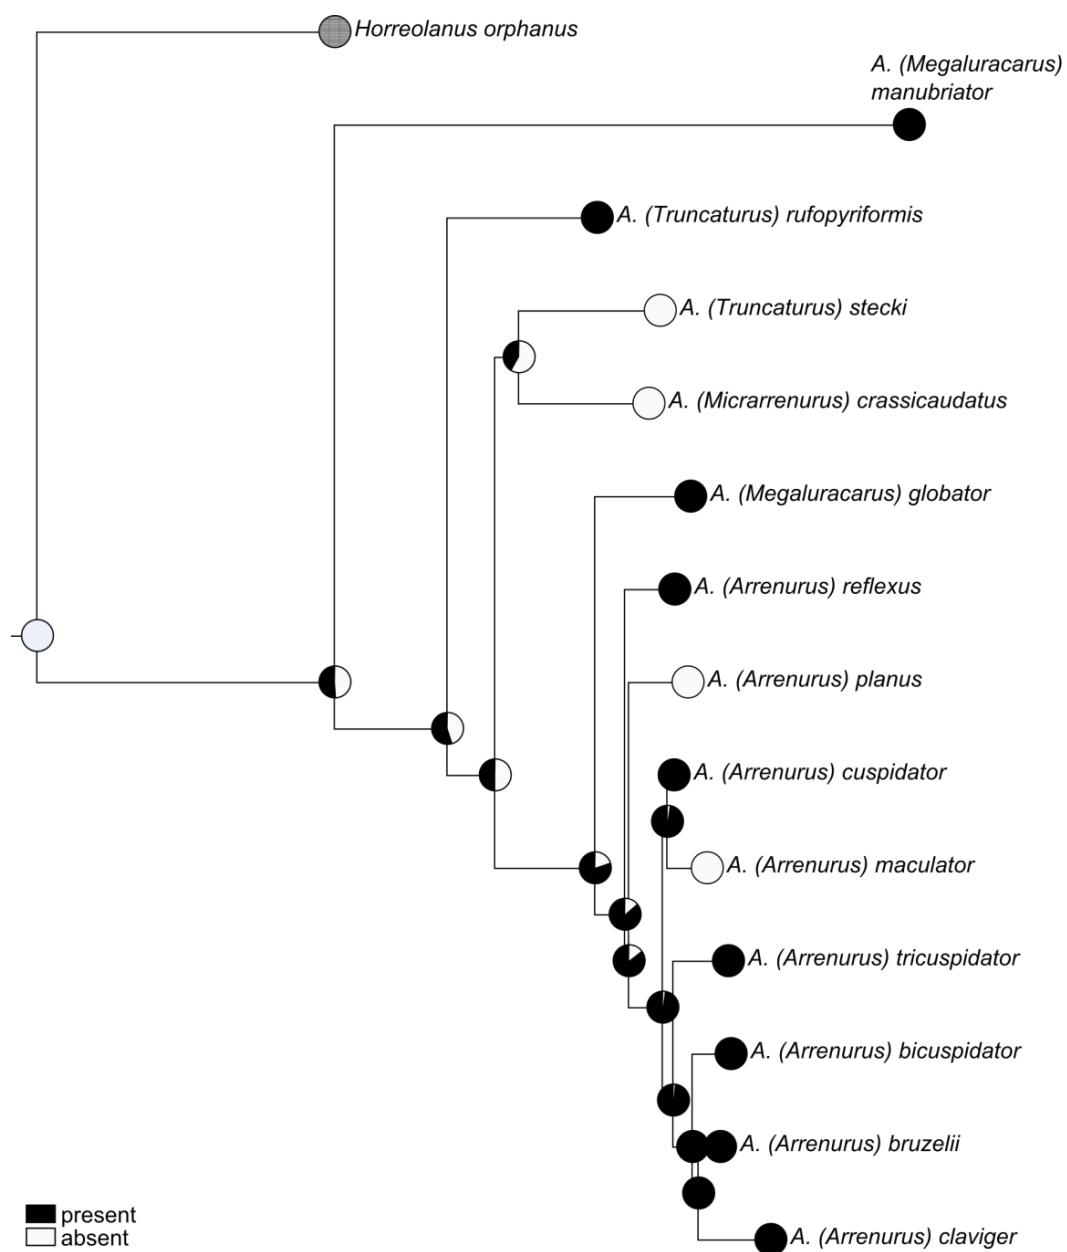 Horreolanus orphanus
A. (Megaluracarus)
manubriator
A. (Truncaturus) rufopyriformis
A. (Truncaturus) stecki
A. (Micrarrenurus) crassicaudatus
A. (Megaluracarus) globator
A. (Arrenurus) reflexus
A. (Arrenurus) planus
A. (Arrenurus) cuspidator
A. (Arrenurus) maculator
A. (Arrenurus) tricuspidator
A. (Arrenurus) bicuspidator
A. (Arrenurus) bruzelii
A. (Arrenurus) claviger
present
absent